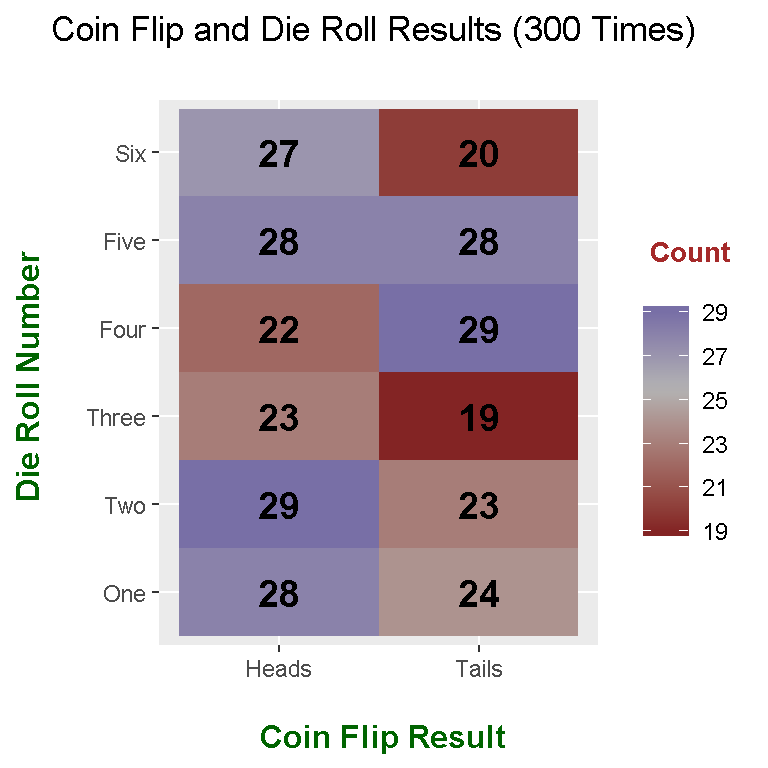 Coin Flip and Die Roll Results (300 Times)
Die Roll Number
Six 27 20
Five 28 28
Four 22 29
Three 23 19
Two 29 23
One 28 24
Heads Tails
Coin Flip Result
Count
29
27
25
23
21
19